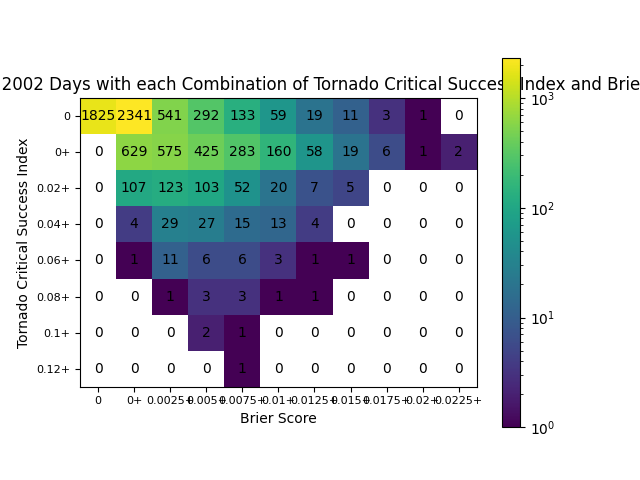 2002 Days with each Combination of Tornado Critical Success Index and Brie
Tornado Critical Success Index
0 1825 2341 541 292 133 59 19 11 3 1 0
0+ 0 629 575 425 283 160 58 19 6 1 2
0.02+ 0 107 123 103 52 20 7 5 0 0 0
0.04+ 0 4 29 27 15 13 4 0 0 0 0
0.06+ 0 1 11 6 6 3 1 1 0 0 0
0.08+ 0 0 1 3 3 1 1 0 0 0 0
0.1+ 0 0 0 2 1 0 0 0 0 0 0
0.12+ 0 0 0 0 1 0 0 0 0 0 0
0 0+ 0.0025+ 0.005+ 0.0075+ 0.01+ 0.0125+ 0.015+ 0.0175+ 0.02+ 0.0225+
Brier Score
10³
10²
10¹
10⁰